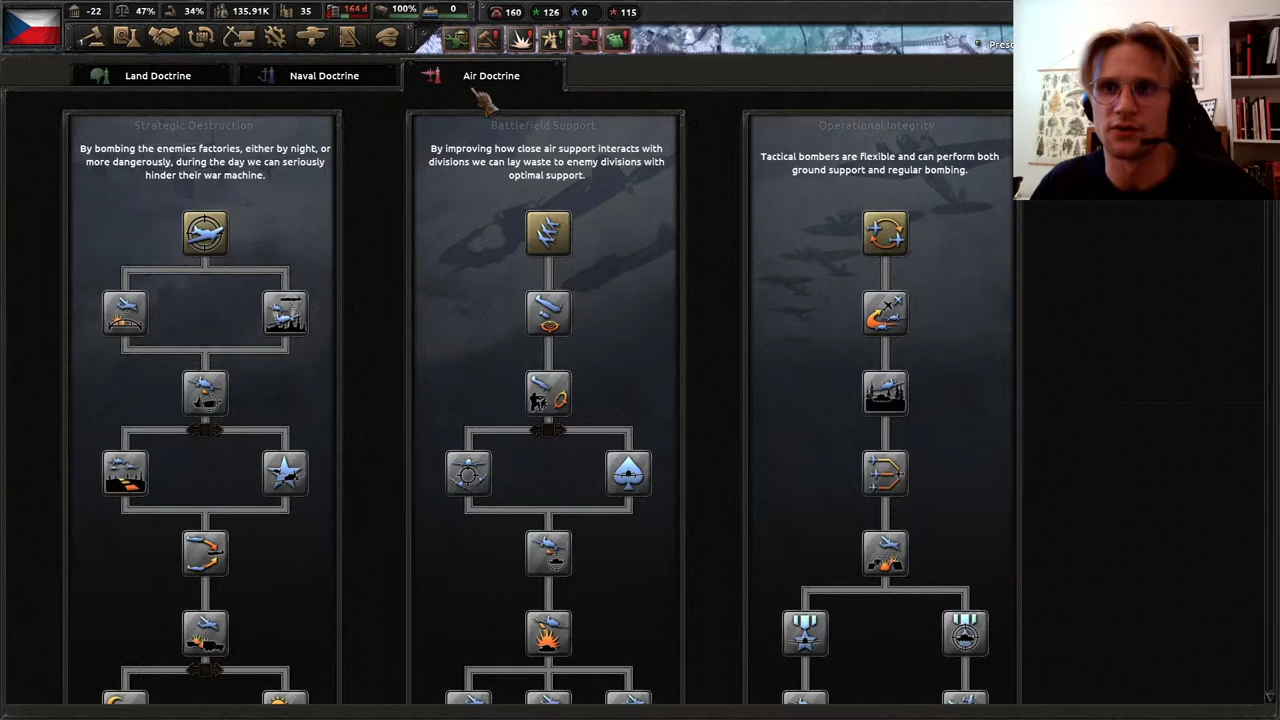 -22 47% 34% 135.91K 35 164 d 100% 0 160 126 0 115
Land Doctrine Naval Doctrine Air Doctrine
Strategic Destruction
By bombing the enemies factories, either by night, or
more dangerously, during the day we can seriously
hinder their war machine.
Battlefield Support
By improving how close air support interacts with
divisions we can lay waste to enemy divisions with
optimal support.
Operational Integrity
Tactical bombers are flexible and can perform both
ground support and regular bombing.